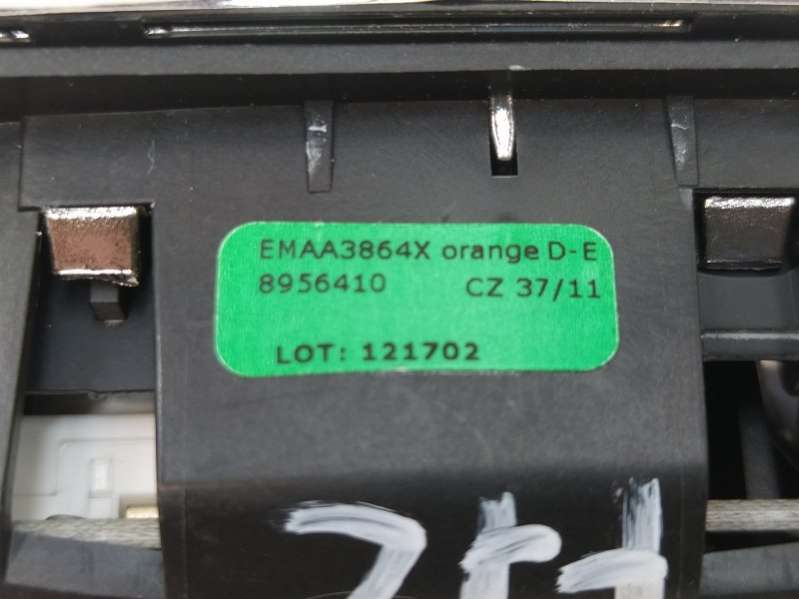 EMAA3864X orange D-E
8956410 CZ 37/11
LOT: 121702